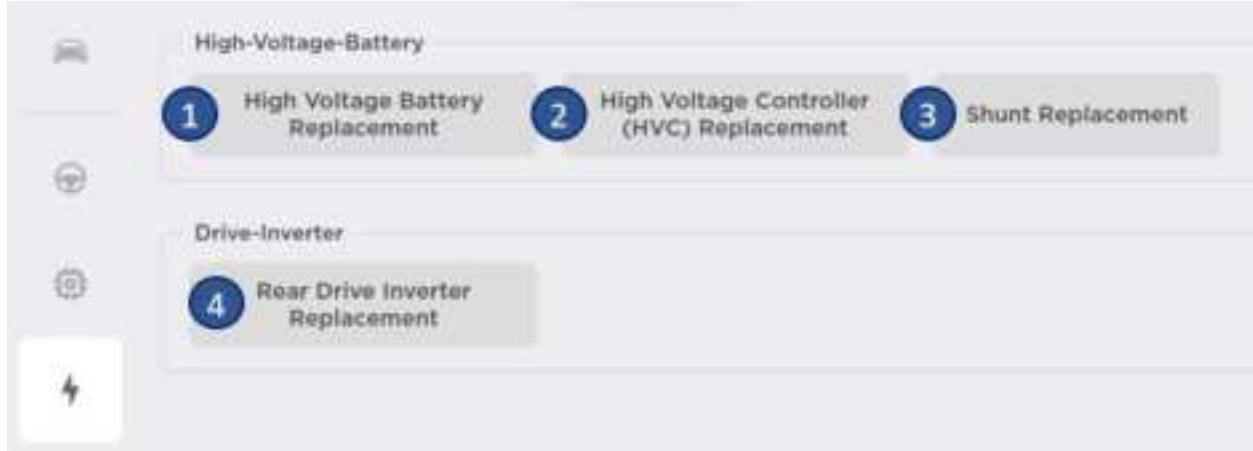 High-Voltage-Battery
1 High Voltage Battery
Replacement
2 High Voltage Controller
(HVC) Replacement
3 Shunt Replacement
Drive-Inverter
4 Rear Drive Inverter
Replacement